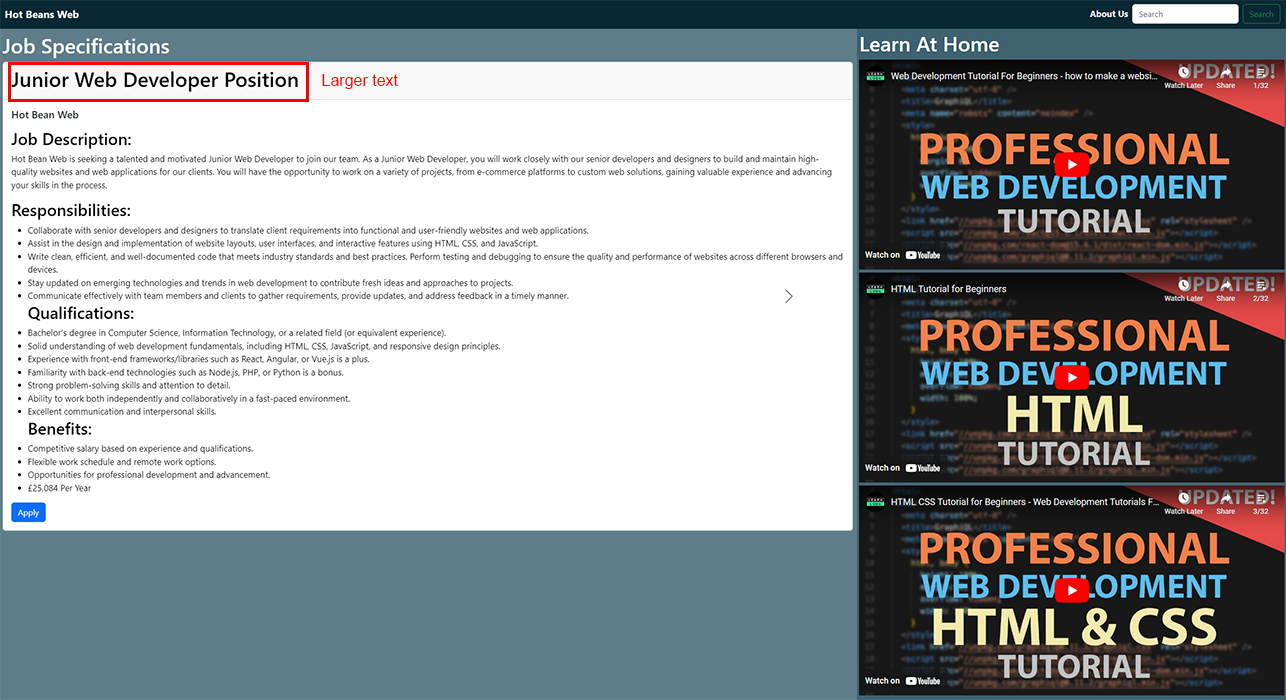 Hot Beans Web
About Us
Search
Search
Job Specifications
Junior Web Developer Position
Larger text
Hot Bean Web
Job Description:
Hot Bean Web is seeking a talented and motivated Junior Web Developer to join our team. As a Junior Web Developer, you will work closely with our senior developers and designers to build and maintain high-
quality websites and web applications for our clients. You will have the opportunity to work on a variety of projects, from e-commerce platforms to custom web solutions, gaining valuable experience and advancing
your skills in the process.
Responsibilities:
Collaborate with senior developers and designers to translate client requirements into functional and user-friendly websites and web applications.
Assist in the design and implementation of website layouts, user interfaces, and interactive features using HTML, CSS, and JavaScript.
Write clean, efficient, and well-documented code that meets industry standards and best practices. Perform testing and debugging to ensure the quality and performance of websites across different browsers and
devices.
Stay updated on emerging technologies and trends in web development to contribute fresh ideas and approaches to projects.
Communicate effectively with team members and clients to gather requirements, provide updates, and address feedback in a timely manner.
Qualifications:
Bachelor's degree in Computer Science, Information Technology, or a related field (or equivalent experience).
Solid understanding of web development fundamentals, including HTML, CSS, JavaScript, and responsive design principles.
Experience with front-end frameworks/libraries such as React, Angular, or Vue.js is a plus.
Familiarity with back-end technologies such as Node.js, PHP, or Python is a bonus.
Strong problem-solving skills and attention to detail.
Ability to work both independently and collaboratively in a fast-paced environment.
Excellent communication and interpersonal skills.
Benefits:
Competitive salary based on experience and qualifications.
Flexible work schedule and remote work options.
Opportunities for professional development and advancement.
£25,084 Per Year
Apply
Learn At Home
Web Development Tutorial For Beginners - how to make a websi...
UPDATED!
Watch Later Share 1/32
PROFESSIONAL
WEB DEVELOPMENT
TUTORIAL
Watch on YouTube
HTML Tutorial for Beginners
UPDATED!
Watch Later Share 2/32
PROFESSIONAL
WEB DEVELOPMENT
HTML
TUTORIAL
Watch on YouTube
HTML CSS Tutorial for Beginners - Web Development Tutorials F...
UPDATED!
Watch Later Share 3/32
PROFESSIONAL
WEB DEVELOPMENT
HTML & CSS
TUTORIAL
Watch on YouTube